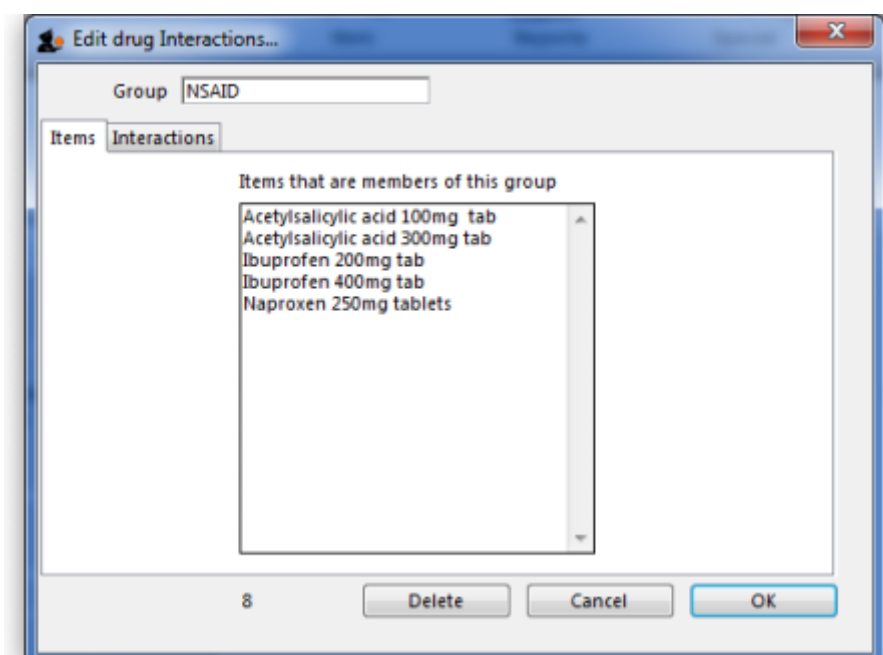 Edit drug Interactions...
Group NSAID
Items Interactions
Items that are members of this group
Acetylsalicylic acid 100mg  tab
Acetylsalicylic acid 300mg tab
Ibuprofen 200mg tab
Ibuprofen 400mg tab
Naproxen 250mg tablets
8 Delete Cancel OK